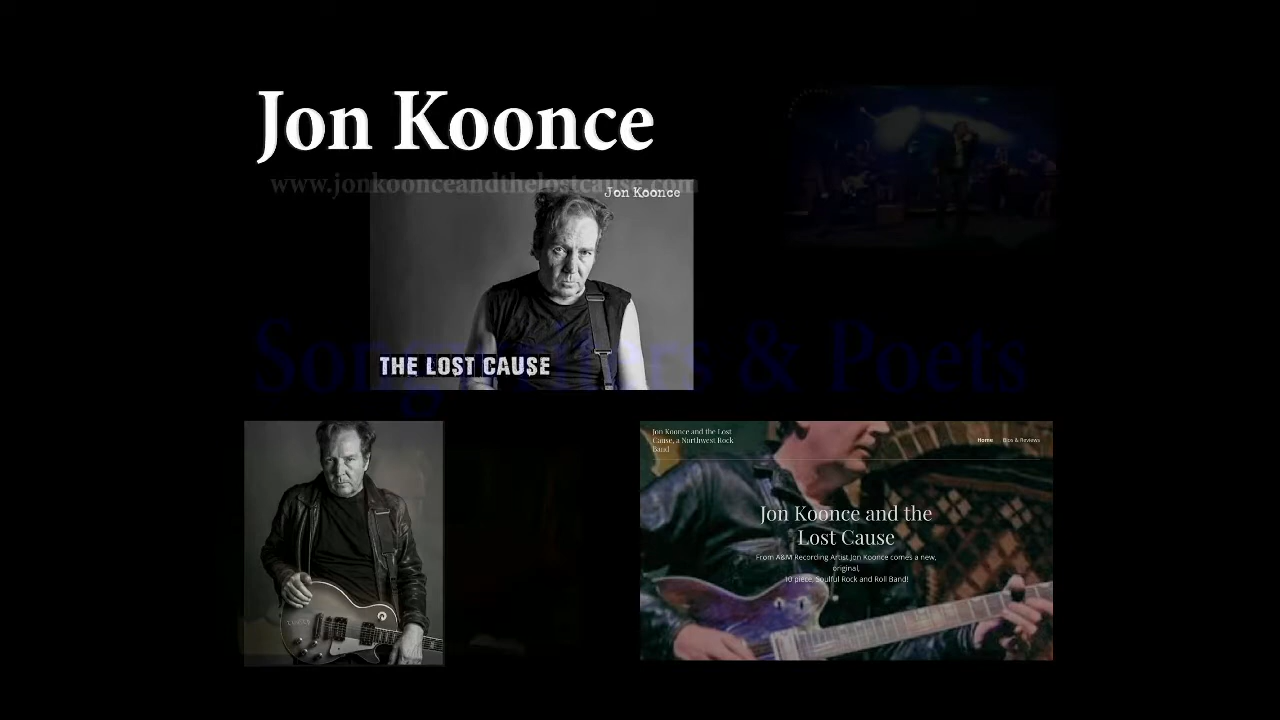 Jon Koonce
www.jonkoonceandthelostcause.com
Jon Koonce
THE LOST CAUSE
Songwriters & Poets
Jon Koonce and the Lost
Cause, a Northwest Rock
Band
Home Bios & Reviews
Jon Koonce and the
Lost Cause
From A&M Recording Artist Jon Koonce comes a new,
original,
10 piece, Soulful Rock and Roll Band!